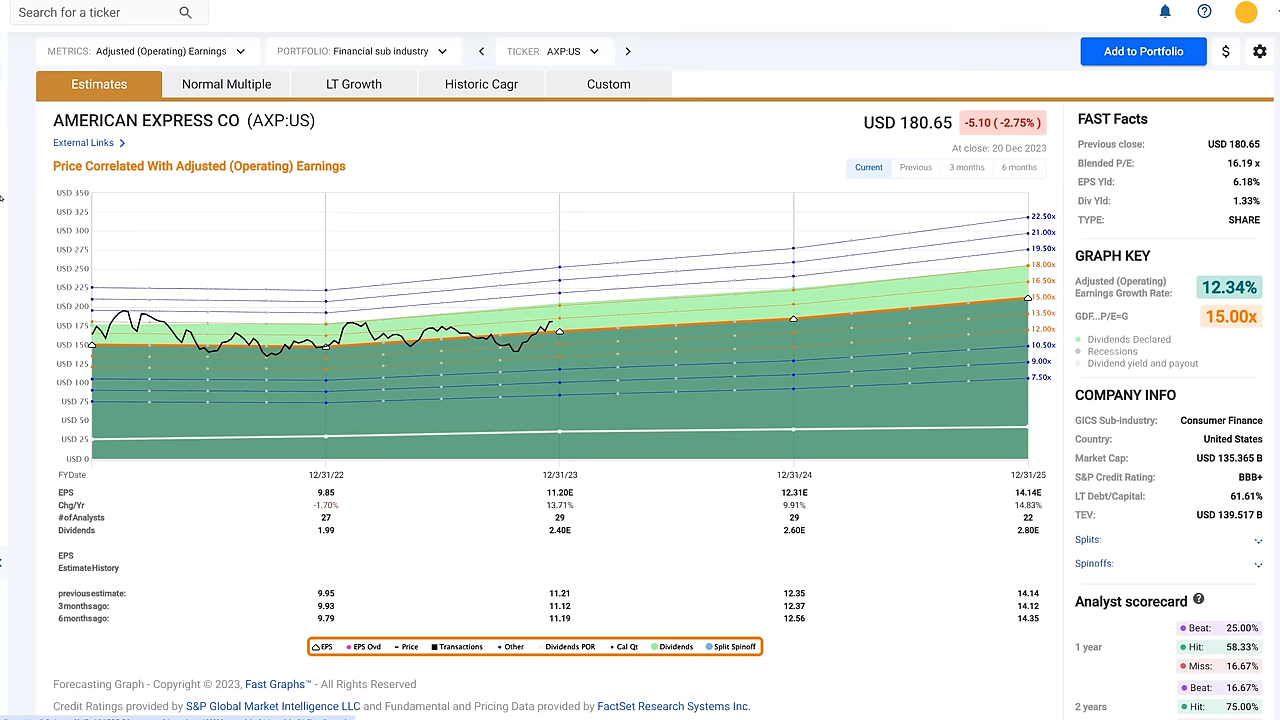 Search for a ticker
METRICS: Adjusted (Operating) Earnings PORTFOLIO: Financial sub industry TICKER: AXP:US Add to Portfolio $
Estimates Normal Multiple LT Growth Historic Cagr Custom
AMERICAN EXPRESS CO (AXP:US) USD 180.65 -5.10 ( -2.75% )
External Links At close: 20 Dec 2023
Price Correlated With Adjusted (Operating) Earnings Current Previous 3 months 6 months
USD 350
USD 325
USD 300
USD 275
USD 250
USD 225
USD 200
USD 175
USD 150
USD 125
USD 100
USD 75
USD 50
USD 25
USD 0
22.50x
21.00x
19.50x
18.00x
16.50x
15.00x
13.50x
12.00x
10.50x
9.00x
7.50x
FYDate 12/31/22 12/31/23 12/31/24 12/31/25
EPS 9.85 11.20E 12.31E 14.14E
Chg/Yr -1.70% 13.71% 9.91% 14.83%
#ofAnalysts 27 29 29 22
Dividends 1.99 2.40E 2.60E 2.80E
EPS
EstimateHistory
previousestimate: 9.95 11.21 12.35 14.14
3monthsago: 9.93 11.12 12.37 14.12
6monthsago: 9.79 11.19 12.56 14.35
EPS EPS Ovd Price Transactions Other Dividends POR Cal Qt Dividends Split Spinoff
Forecasting Graph - Copyright © 2023, Fast Graphs™ - All Rights Reserved
Credit Ratings provided by S&P Global Market Intelligence LLC and Fundamental and Pricing Data provided by FactSet Research Systems Inc.
FAST Facts
Previous close: USD 180.65
Blended P/E: 16.19 x
EPS Yld: 6.18%
Div Yld: 1.33%
TYPE: SHARE
GRAPH KEY
Adjusted (Operating)
Earnings Growth Rate: 12.34%
GDF...P/E=G 15.00x
Dividends Declared
Recessions
Dividend yield and payout
COMPANY INFO
GICS Sub-industry: Consumer Finance
Country: United States
Market Cap: USD 135.365 B
S&P Credit Rating: BBB+
LT Debt/Capital: 61.61%
TEV: USD 139.517 B
Splits:
Spinoffs:
Analyst scorecard
Beat: 25.00%
1 year Hit: 58.33%
Miss: 16.67%
Beat: 16.67%
2 years Hit: 75.00%